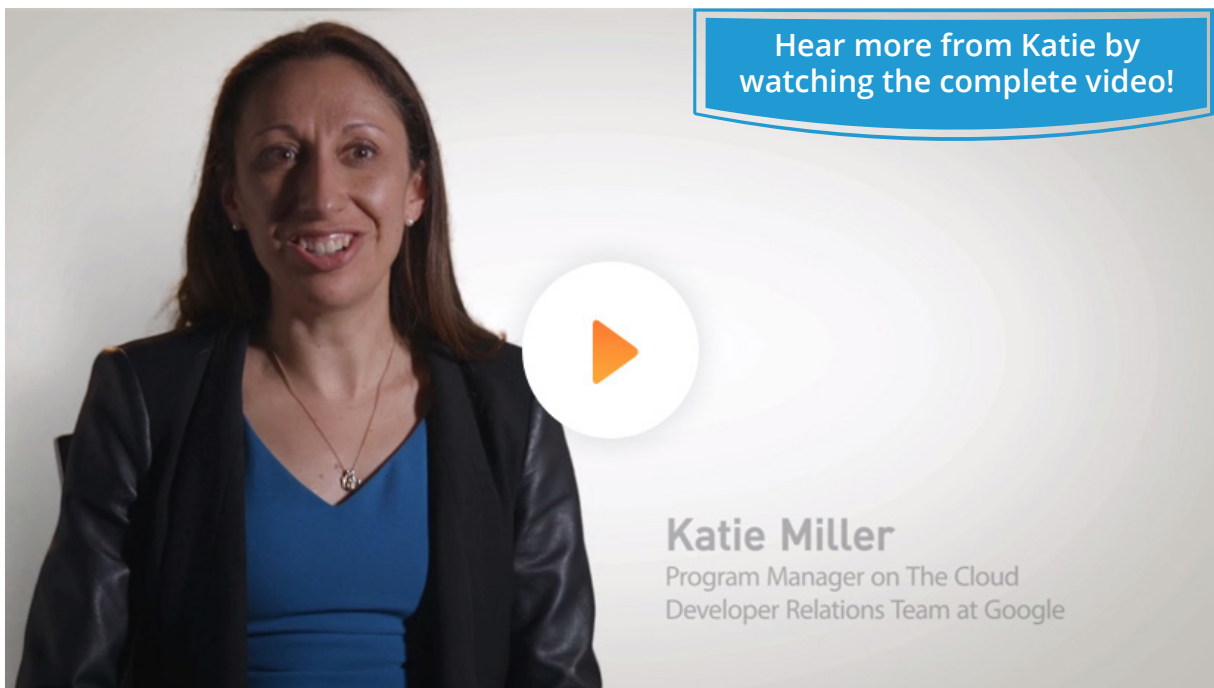 Hear more from Katie by
watching the complete video!
Katie Miller
Program Manager on The Cloud
Developer Relations Team at Google